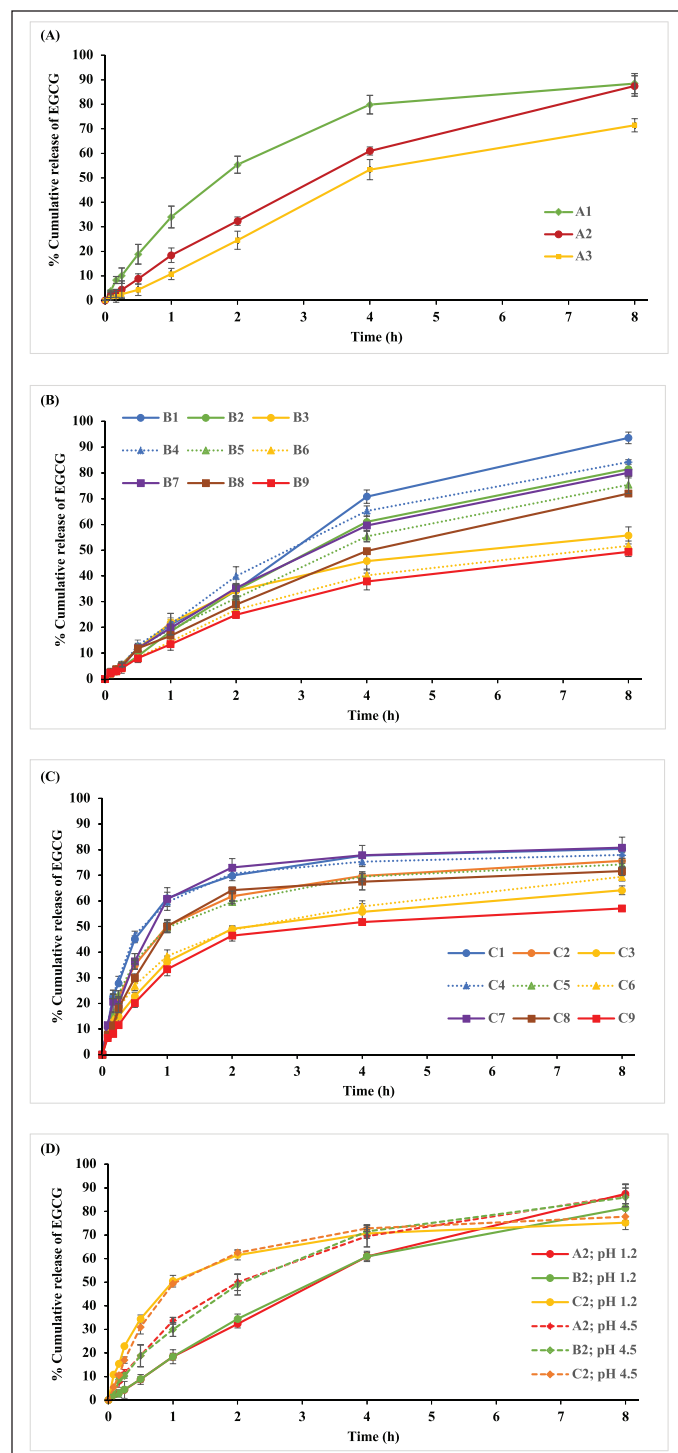 (A)
% Cumulative release of EGCG
100
90
80
70
60
50
40
30
20
10
0
0 1 2 3 4 5 6 7 8
Time (h)
A1
A2
A3
(B)
% Cumulative release of EGCG
B1 B2 B3
B4 B5 B6
B7 B8 B9
100
90
80
70
60
50
40
30
20
10
0
0 1 2 3 4 5 6 7 8
Time (h)
(C)
% Cumulative release of EGCG
100
90
80
70
60
50
40
30
20
10
0
0 1 2 3 4 5 6 7 8
Time (h)
C1 C2 C3
C4 C5 C6
C7 C8 C9
(D)
% Cumulative release of EGCG
100
90
80
70
60
50
40
30
20
10
0
0 1 2 3 4 5 6 7 8
Time (h)
A2; pH 1.2
B2; pH 1.2
C2; pH 1.2
A2; pH 4.5
B2; pH 4.5
C2; pH 4.5